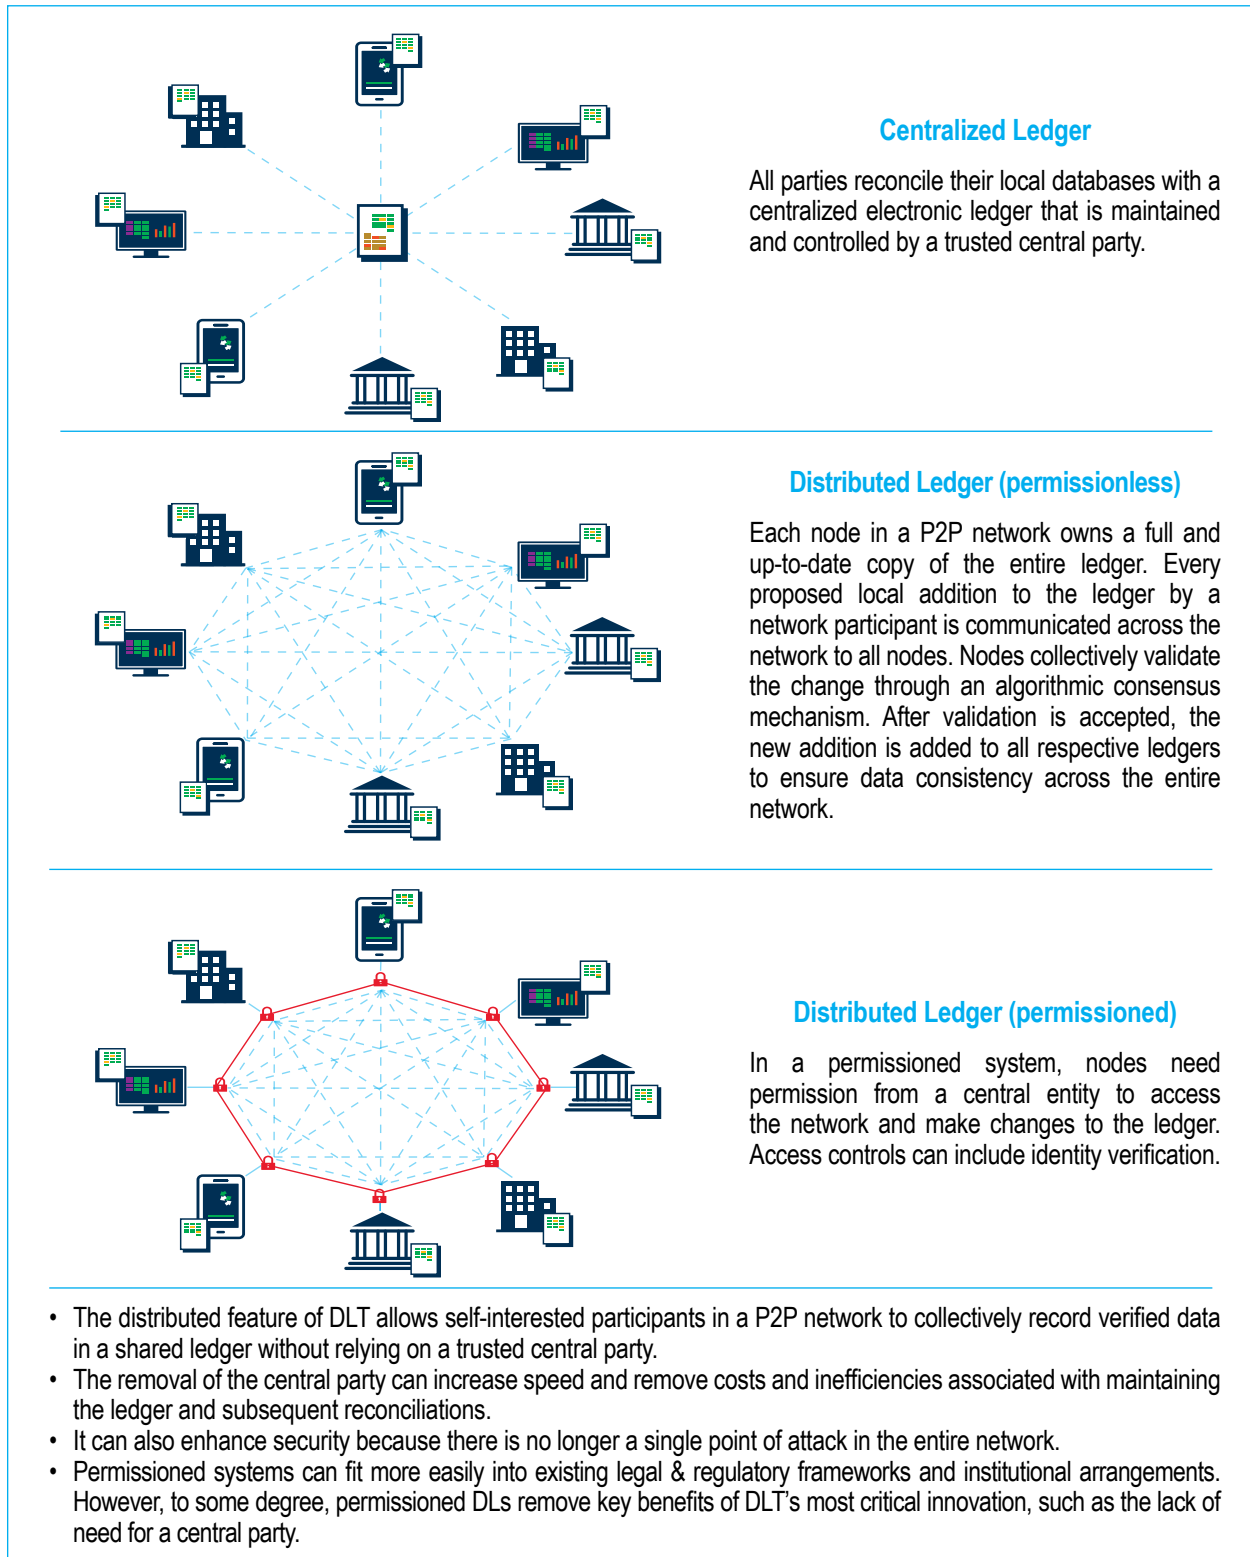 Centralized Ledger
All parties reconcile their local databases with a
centralized electronic ledger that is maintained
and controlled by a trusted central party.
Distributed Ledger (permissionless)
Each node in a P2P network owns a full and
up-to-date copy of the entire ledger. Every
proposed local addition to the ledger by a
network participant is communicated across the
network to all nodes. Nodes collectively validate
the change through an algorithmic consensus
mechanism. After validation is accepted, the
new addition is added to all respective ledgers
to ensure data consistency across the entire
network.
Distributed Ledger (permissioned)
In a permissioned system, nodes need
permission from a central entity to access
the network and make changes to the ledger.
Access controls can include identity verification.
• The distributed feature of DLT allows self-interested participants in a P2P network to collectively record verified data
in a shared ledger without relying on a trusted central party.
• The removal of the central party can increase speed and remove costs and inefficiencies associated with maintaining
the ledger and subsequent reconciliations.
• It can also enhance security because there is no longer a single point of attack in the entire network.
• Permissioned systems can fit more easily into existing legal & regulatory frameworks and institutional arrangements.
However, to some degree, permissioned DLs remove key benefits of DLT's most critical innovation, such as the lack of
need for a central party.